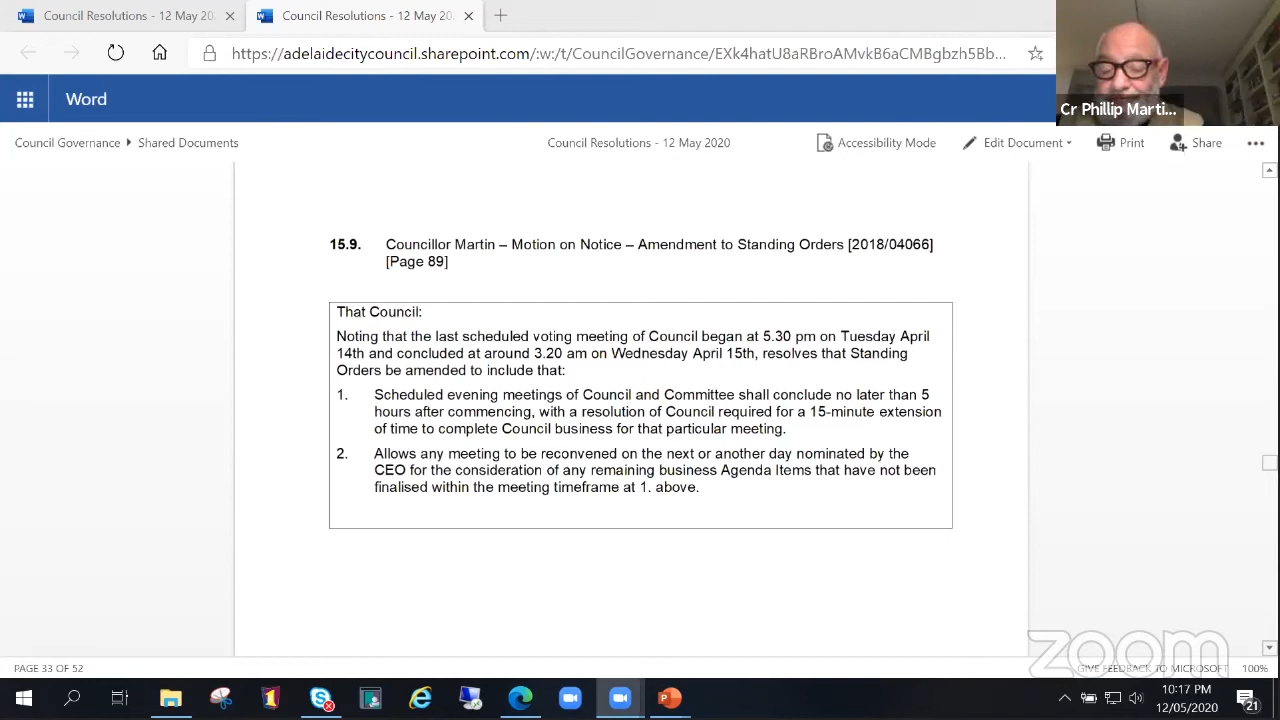 Council Resolutions - 12 May 202
Council Resolutions - 12 May 202
https://adelaidecitycouncil.sharepoint.com/:w:/t/CouncilGovernance/EXk4hatU8aRBroAMvkB6aCMBgbzh5Bb...
Word
Cr Phillip Marti...
Council Governance
Shared Documents
Council Resolutions - 12 May 2020
Accessibility Mode
Edit Document
Print
Share
15.9. Councillor Martin – Motion on Notice – Amendment to Standing Orders [2018/04066]
[Page 89]
That Council:
Noting that the last scheduled voting meeting of Council began at 5.30 pm on Tuesday April
14th and concluded at around 3.20 am on Wednesday April 15th, resolves that Standing
Orders be amended to include that:
1. Scheduled evening meetings of Council and Committee shall conclude no later than 5
hours after commencing, with a resolution of Council required for a 15-minute extension
of time to complete Council business for that particular meeting.
2. Allows any meeting to be reconvened on the next or another day nominated by the
CEO for the consideration of any remaining business Agenda Items that have not been
finalised within the meeting timeframe at 1. above.
zoom
PAGE 33 OF 52
GIVE FEEDBACK TO MICROSOFT
100%
10:17 PM
12/05/2020
21